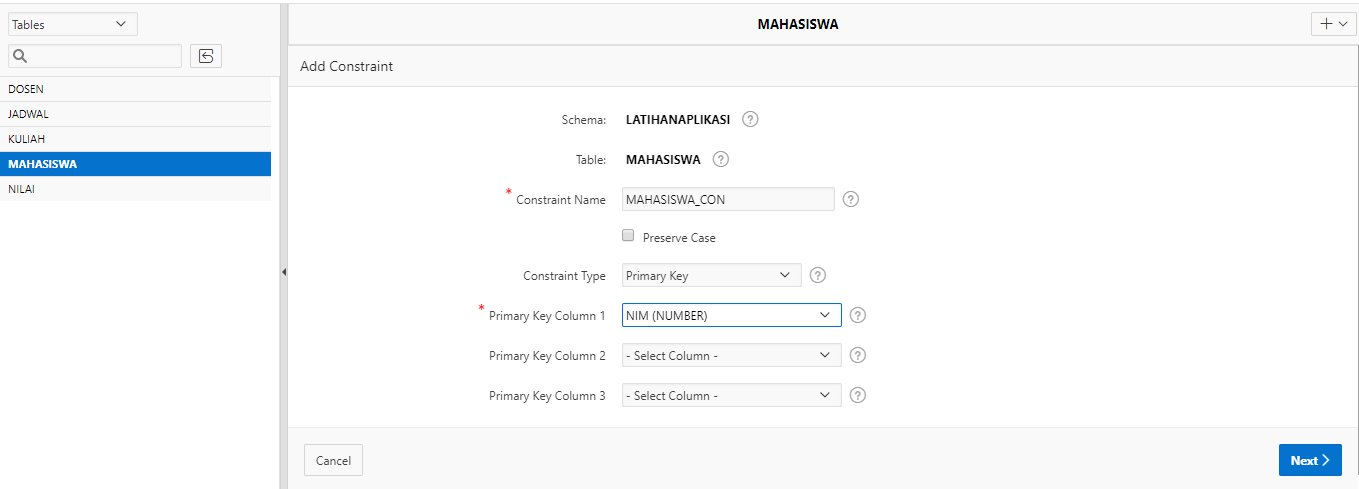 Tables
DOSEN
JADWAL
KULIAH
MAHASISWA
NILAI
MAHASISWA
Add Constraint
Schema: LATIHANAPLIKASI ?
Table: MAHASISWA ?
* Constraint Name MAHASISWA_CON ?
Preserve Case
Constraint Type Primary Key ?
* Primary Key Column 1 NIM (NUMBER) ?
Primary Key Column 2 - Select Column - ?
Primary Key Column 3 - Select Column - ?
Cancel Next